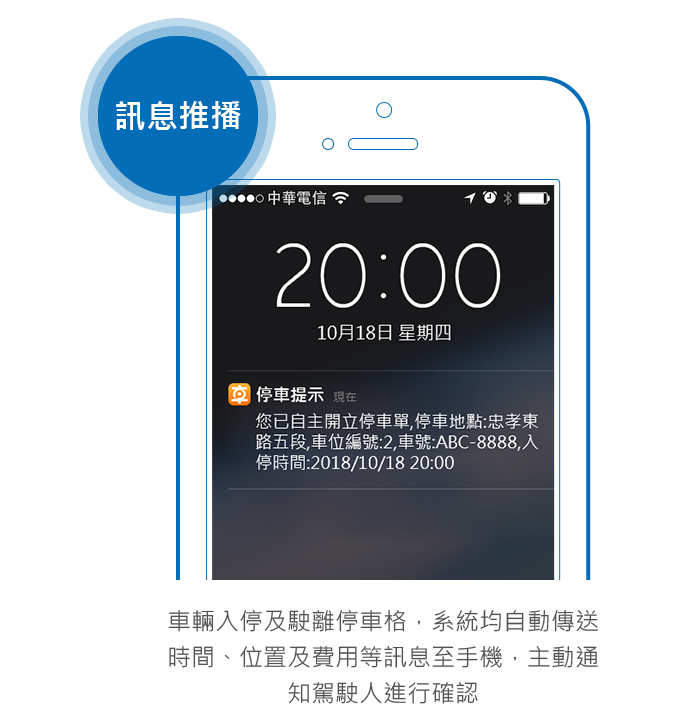 訊息推播
中華電信
20:00
10月18日 星期四
停車提示 現在
您已自主開立停車單,停車地點:忠孝東
路五段,車位編號:2,車號:ABC-8888,入
停時間:2018/10/18 20:00
車輛入停及駛離停車格，系統均自動傳送
時間、位置及費用等訊息至手機，主動通
知駕駛人進行確認